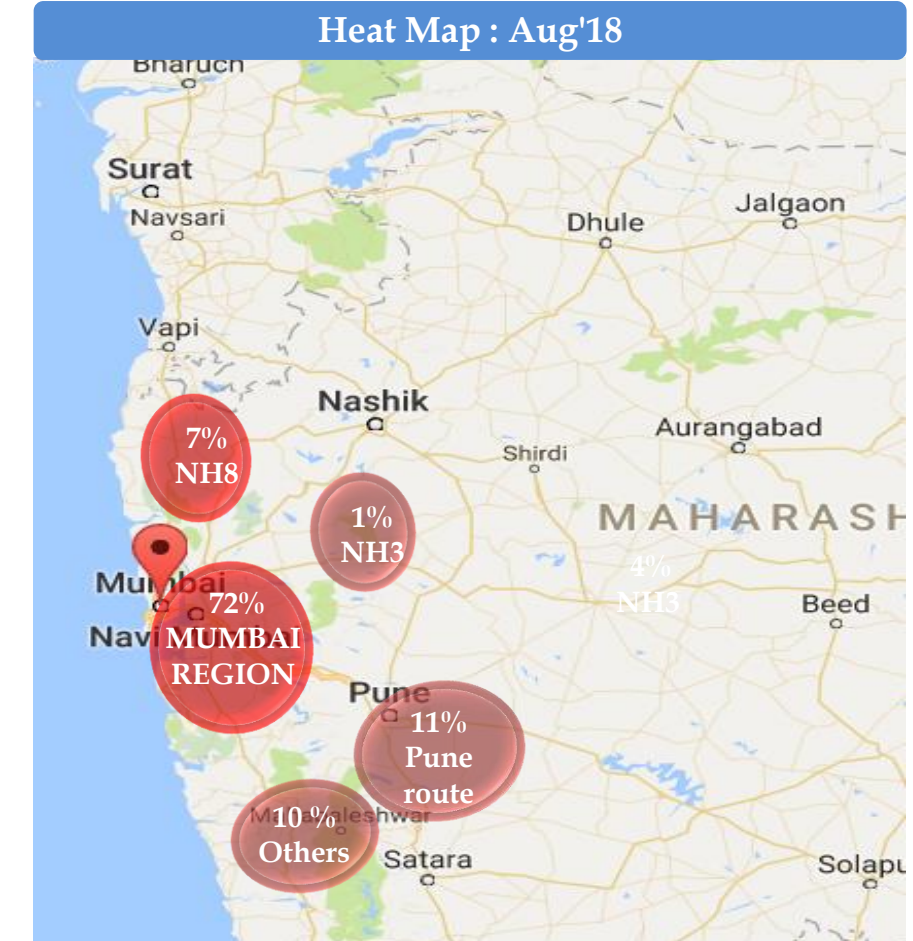 Heat Map : Aug'18
Bharuch
Surat
Navsari
Dhule
Jalgaon
Vapi
Nashik
Aurangabad
7%
NH8
Shirdi
1%
NH3
MAHARASH
4%
NH3
Mumbai
72%
Beed
Navi
MUMBAI
REGION
Pune
11%
Pune
route
Mahabaleshwar
10 %
Others
Satara
Solapu